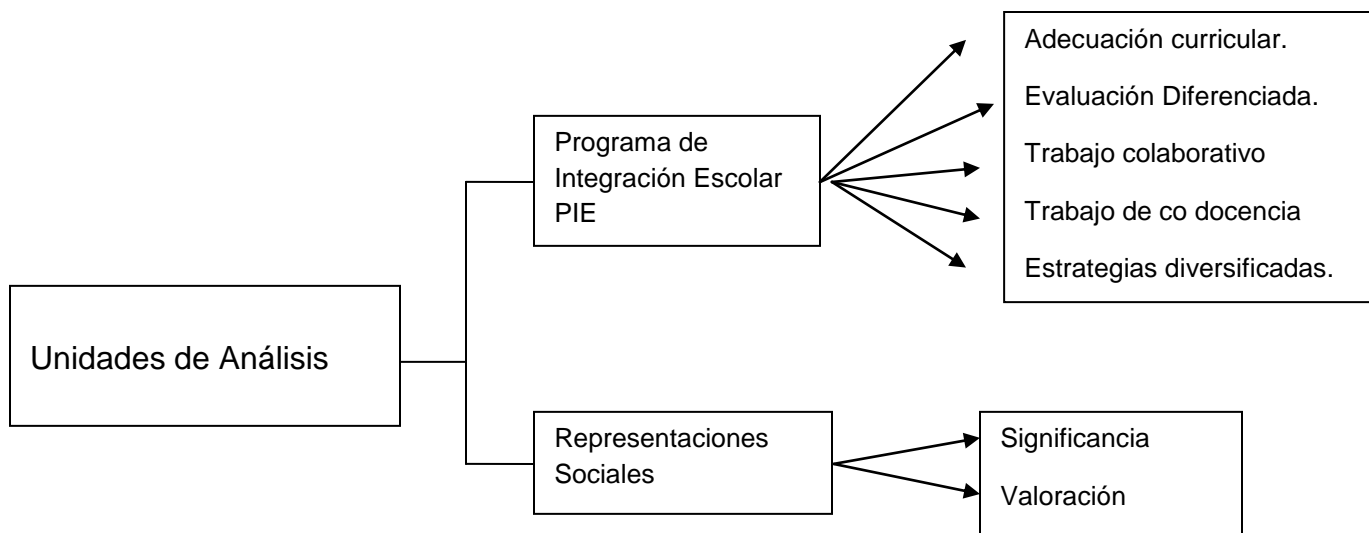 Unidades de Análisis
Programa de
Integración Escolar
PIE
Adecuación curricular.
Evaluación Diferenciada.
Trabajo colaborativo
Trabajo de co docencia
Estrategias diversificadas.
Representaciones
Sociales
Significancia
Valoración